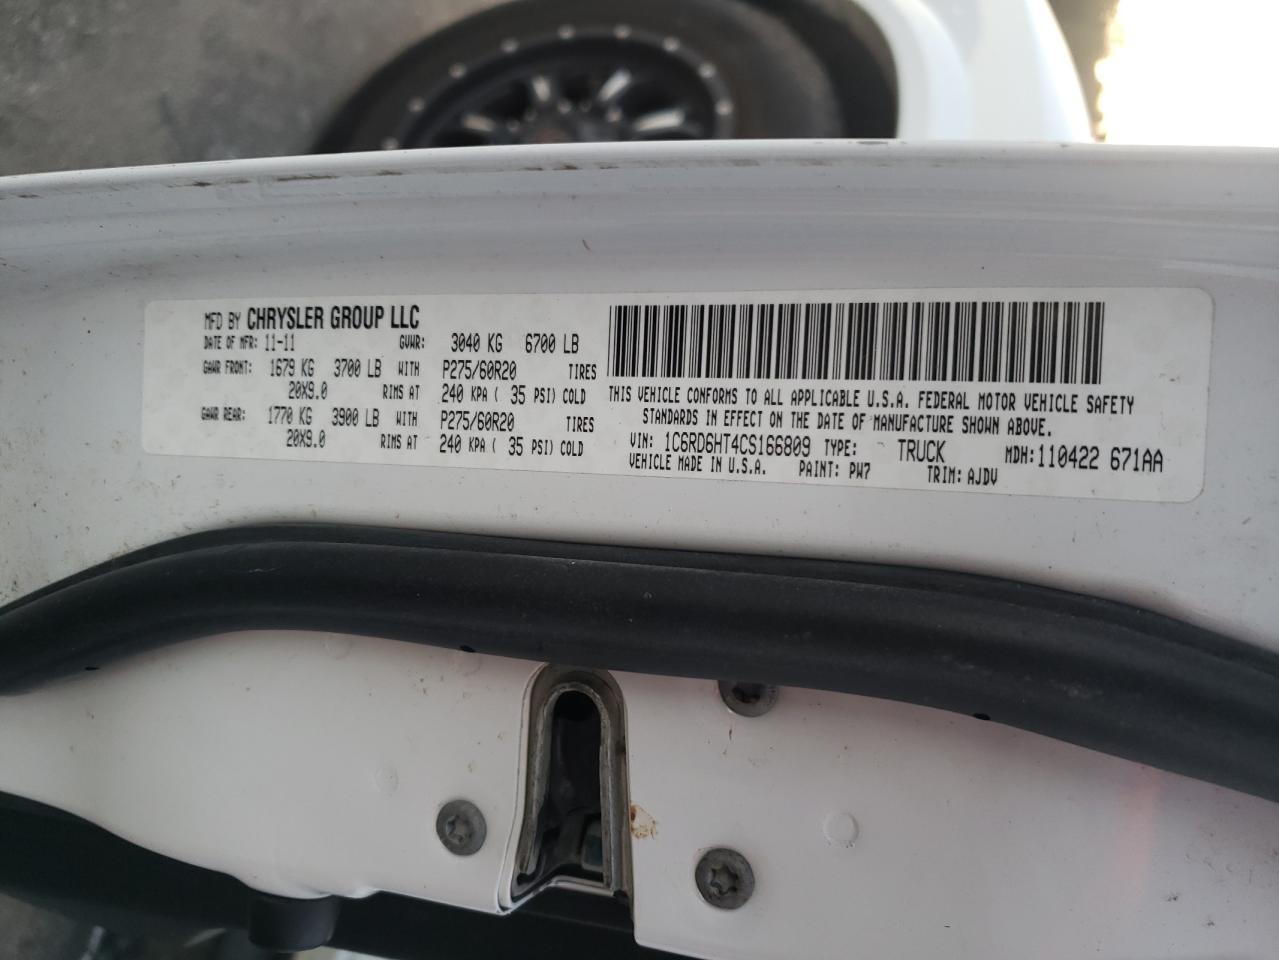 MFD BY CHRYSLER GROUP LLC
DATE OF MFR: 11-11 GVWR: 3040 KG 6700 LB
GAWR FRONT: 1679 KG 3700 LB WITH P275/60R20 TIRES
20X9.0 RIMS AT 240 KPA ( 35 PSI) COLD
GAWR REAR: 1770 KG 3900 LB WITH P275/60R20 TIRES
20X9.0 RIMS AT 240 KPA ( 35 PSI) COLD
THIS VEHICLE CONFORMS TO ALL APPLICABLE U.S.A. FEDERAL MOTOR VEHICLE SAFETY
STANDARDS IN EFFECT ON THE DATE OF MANUFACTURE SHOWN ABOVE.
VIN: 1C6RD6HT4CS166809 TYPE: TRUCK MDH: 110422 671AA
VEHICLE MADE IN U.S.A. PAINT: PW7 TRIM: AJDV